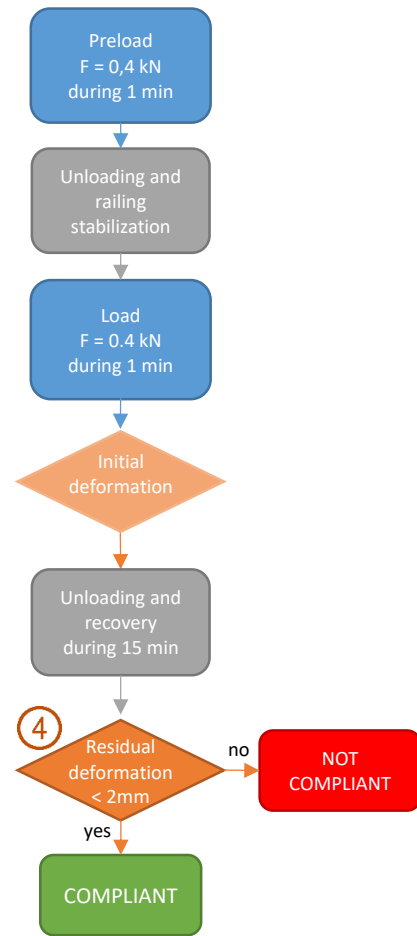 Preload
F = 0,4 kN
during 1 min
Unloading and
railing
stabilization
Load
F = 0.4 kN
during 1 min
Initial
deformation
Unloading and
recovery
during 15 min
4
Residual
deformation
< 2mm
no
NOT
COMPLIANT
yes
COMPLIANT